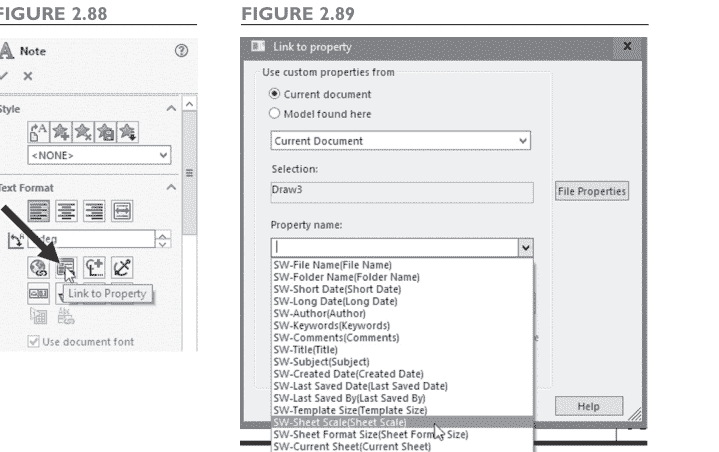 FIGURE 2.88
Note
Style
<NONE>
Text Format
Link to Property
Use document font
FIGURE 2.89
Link to property
Use custom properties from
Current document
Model found here
Current Document
Selection:
Draw3
File Properties
Property name:
SW-File Name(File Name)
SW-Folder Name(Folder Name)
SW-Short Date(Short Date)
SW-Long Date(Long Date)
SW-Author(Author)
SW-Keywords(Keywords)
SW-Comments(Comments)
SW-Title(Title)
SW-Subject(Subject)
SW-Created Date(Created Date)
SW-Last Saved Date(Last Saved Date)
SW-Last Saved By(Last Saved By)
SW-Template Size(Template Size)
SW-Sheet Scale(Sheet Scale)
SW-Sheet Format Size(Sheet Format Size)
SW-Current Sheet(Current Sheet)
Help